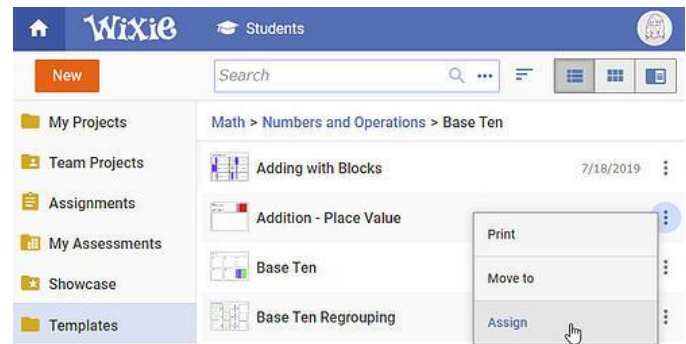 Wixie
Students
New
Search
My Projects
Team Projects
Assignments
My Assessments
Showcase
Templates
Math > Numbers and Operations > Base Ten
Adding with Blocks
7/18/2019
Addition - Place Value
Base Ten
Base Ten Regrouping
Print
Move to
Assign